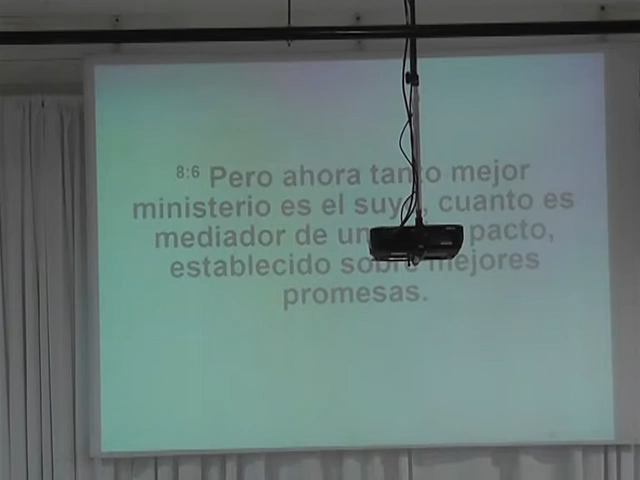 8:6 Pero ahora tanto mejor
ministerio es el suyo, cuanto es
mediador de un pacto,
establecido sobre mejores
promesas.